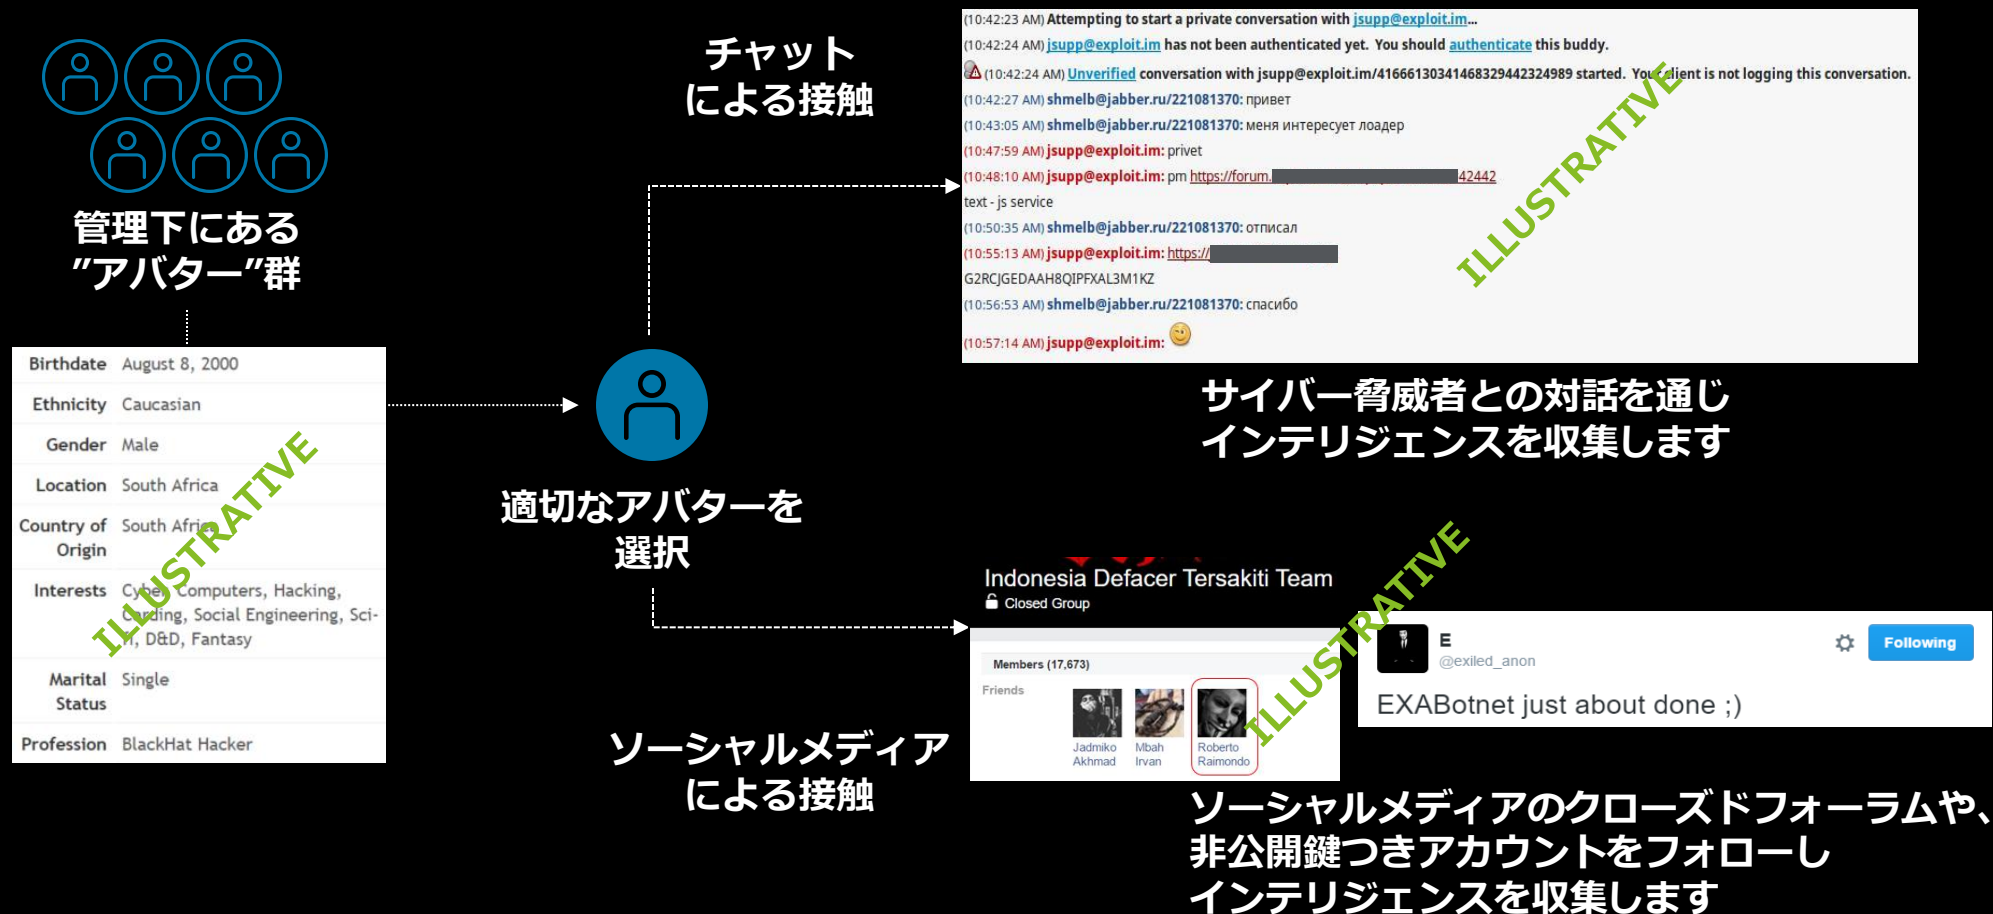 管理下にある
”アバター”群
Birthdate August 8, 2000
Ethnicity Caucasian
Gender Male
Location South Africa
Country of Origin South Africa
Interests Cyber, Computers, Hacking,
Carding, Social Engineering, Sci-
fi, D&D, Fantasy
Marital Status Single
Profession BlackHat Hacker
ILLUSTRATIVE
適切なアバターを
選択
チャット
による接触
(10:42:23 AM) Attempting to start a private conversation with jsupp@exploit.im...
(10:42:24 AM) jsupp@exploit.im has not been authenticated yet. You should authenticate this buddy.
(10:42:24 AM) Unverified conversation with jsupp@exploit.im/41666130341468329442324989 started. Your client is not logging this conversation.
(10:42:27 AM) shmelb@jabber.ru/221081370: привет
(10:43:05 AM) shmelb@jabber.ru/221081370: меня интересует лоадер
(10:47:59 AM) jsupp@exploit.im: privet
(10:48:10 AM) jsupp@exploit.im: pm https://forum. 42442
text - js service
(10:50:35 AM) shmelb@jabber.ru/221081370: отписал
(10:55:13 AM) jsupp@exploit.im: https://
G2RCJGEDAAH8QIPFXAL3M1KZ
(10:56:53 AM) shmelb@jabber.ru/221081370: спасибо
(10:57:14 AM) jsupp@exploit.im:
ILLUSTRATIVE
サイバー脅威者との対話を通じ
インテリジェンスを収集します
ソーシャルメディア
による接触
Indonesia Defacer Tersakiti Team
Closed Group
Members (17,673)
Friends
Jadmiko Akhmad
Mbah Irvan
Roberto Raimondo
ILLUSTRATIVE
E
@exiled_anon
Following
EXABotnet just about done ;)
ソーシャルメディアのクローズドフォーラムや、
非公開鍵つきアカウントをフォローし
インテリジェンスを収集します